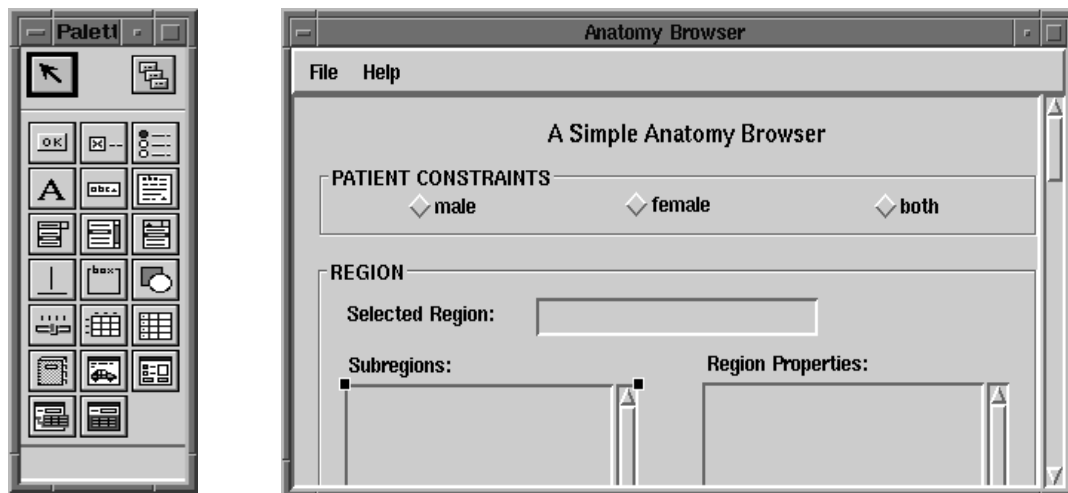 Palett
OK
A
abc
box
Anatomy Browser
File Help
A Simple Anatomy Browser
PATIENT CONSTRAINTS
male female both
REGION
Selected Region:
Subregions: Region Properties: